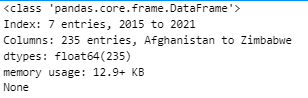 <class 'pandas.core.frame.DataFrame'>
Index: 7 entries, 2015 to 2021
Columns: 235 entries, Afghanistan to Zimbabwe
dtypes: float64(235)
memory usage: 12.9+ KB
None